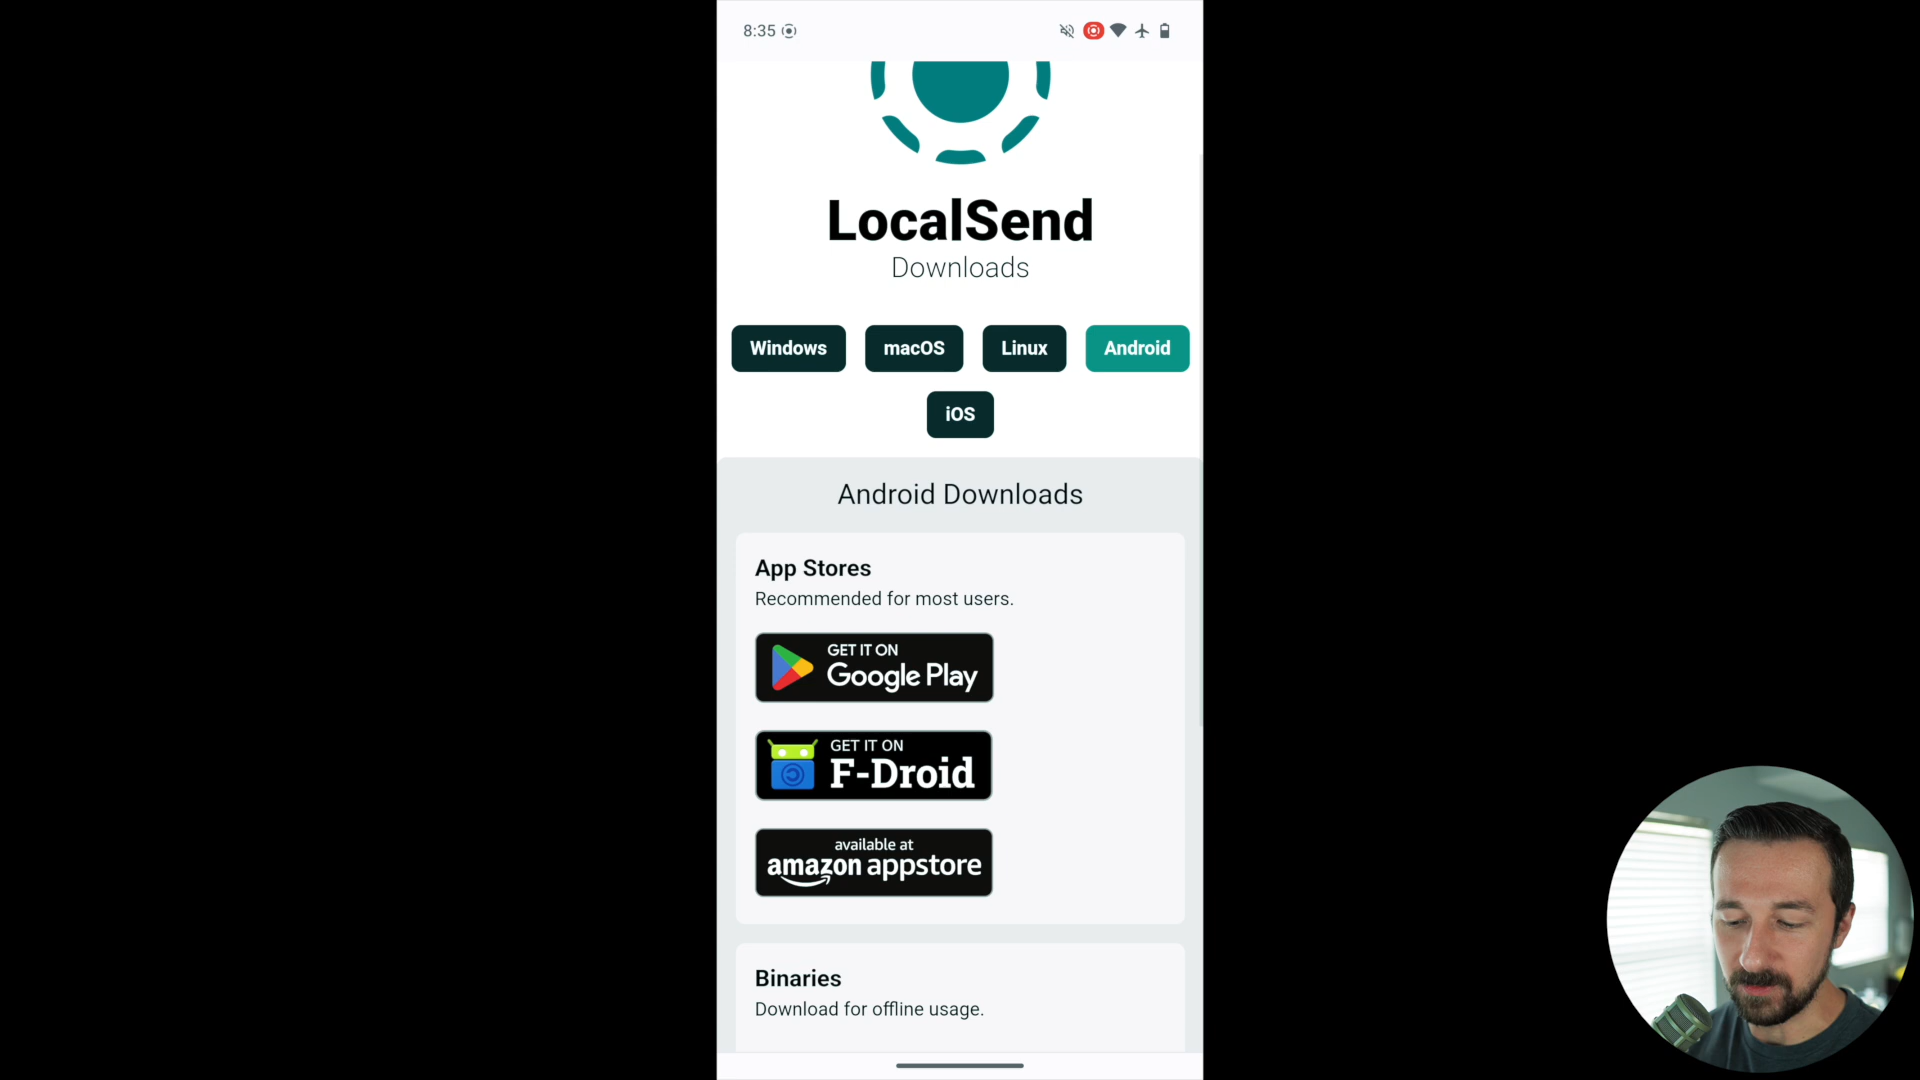 8:35
LocalSend
Downloads
Windows
macOS
Linux
Android
iOS
Android Downloads
App Stores
Recommended for most users.
GET IT ON
Google Play
GET IT ON
F-Droid
available at
amazon appstore
Binaries
Download for offline usage.